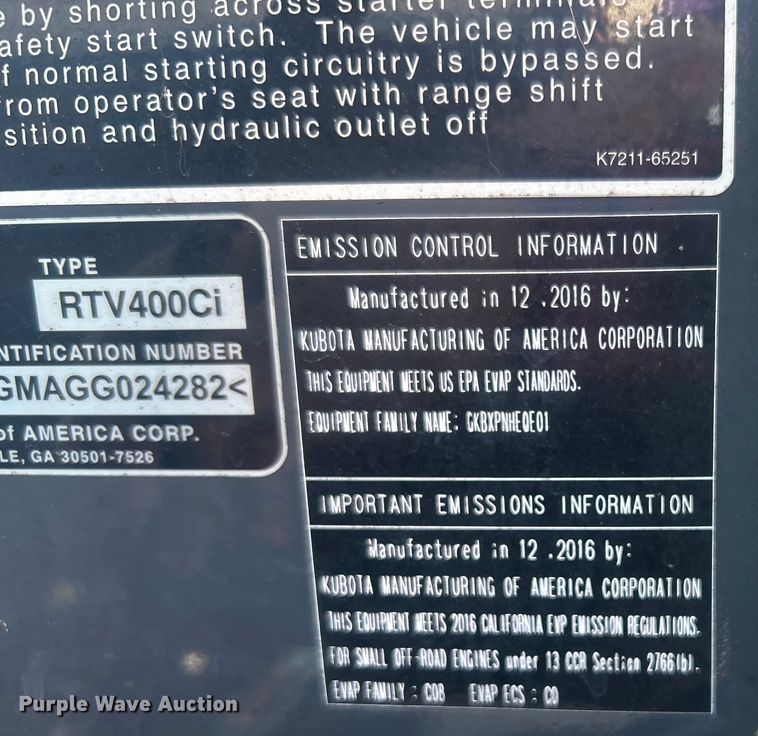 e by shorting across starter terminals
safety start switch. The vehicle may start
f normal starting circuitry is bypassed.
from operator's seat with range shift
sition and hydraulic outlet off
K7211-65251
TYPE
RTV400Ci
NTIFICATION NUMBER
GMAGG024282<
of AMERICA CORP.
LE, GA 30501-7526
EMISSION CONTROL INFORMATION
Manufactured in 12 .2016 by:
KUBOTA MANUFACTURING OF AMERICA CORPORATION
THIS EQUIPMENT MEETS US EPA EVAP STANDARDS.
EQUIPMENT FAMILY NAME: GKBXPNHEQE01
IMPORTANT EMISSIONS INFORMATION
Manufactured in 12 .2016 by:
KUBOTA MANUFACTURING OF AMERICA CORPORATION
THIS EQUIPMENT MEETS 2016 CALIFORNIA EVP EMISSION REGULATIONS.
FOR SMALL OFF-ROAD ENGINES under 13 CCR Section 2766(b).
EVAP FAMILY : COB EVAP ECS : CO
Purple Wave Auction